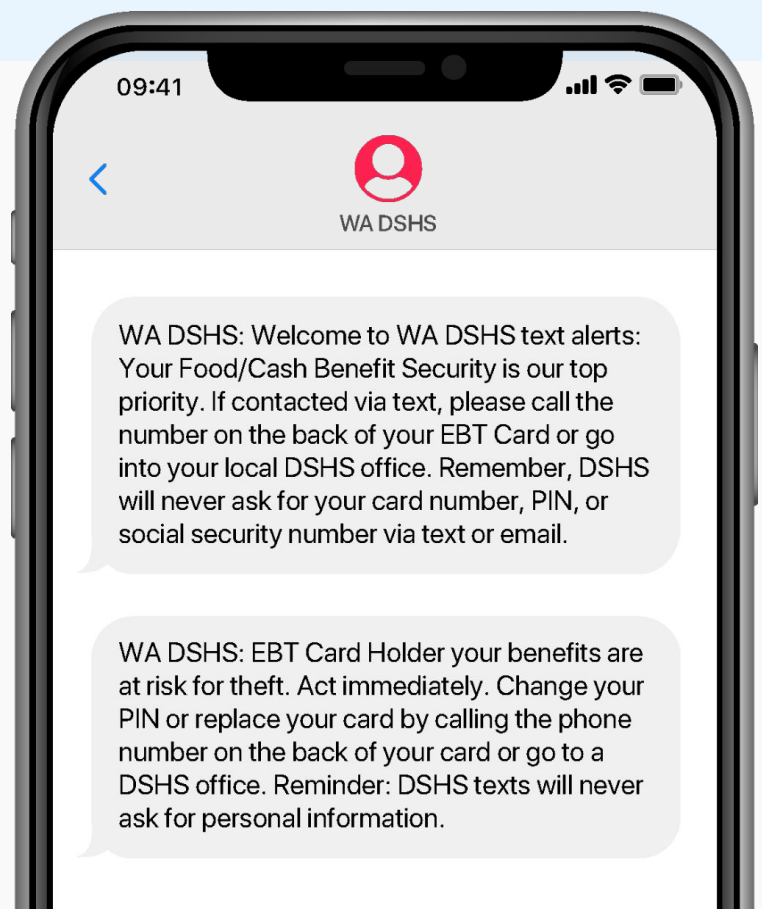 09:41
WA DSHS
WA DSHS: Welcome to WA DSHS text alerts:
Your Food/Cash Benefit Security is our top
priority. If contacted via text, please call the
number on the back of your EBT Card or go
into your local DSHS office. Remember, DSHS
will never ask for your card number, PIN, or
social security number via text or email.
WA DSHS: EBT Card Holder your benefits are
at risk for theft. Act immediately. Change your
PIN or replace your card by calling the phone
number on the back of your card or go to a
DSHS office. Reminder: DSHS texts will never
ask for personal information.